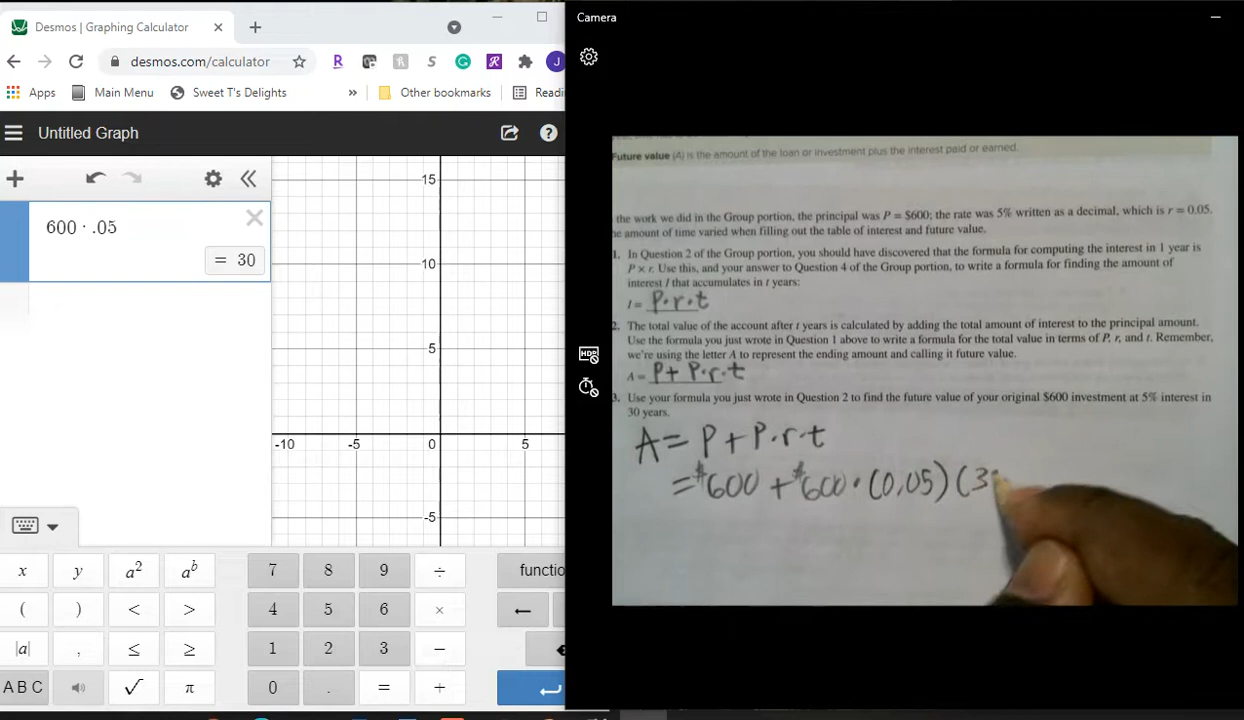 Desmos | Graphing Calculator
desmos.com/calculator
Apps
Main Menu
Sweet T's Delights
Other bookmarks
Untitled Graph
600 · .05
= 30
15
10
5
-10
-5
0
5
-5
x y a² aᵇ 7 8 9 ÷
( ) < > 4 5 6 ×
|a| , ≤ ≥ 1 2 3 −
A B C √ π 0 . = +
Camera
Future value (A) is the amount of the loan or investment plus the interest paid or earned.
the work we did in the Group portion, the principal was P = $600; the rate was 5% written as a decimal, which is r = 0.05.
amount of time varied when filling out the table of interest and future value.
1. In Question 2 of the Group portion, you should have discovered that the formula for computing the interest in 1 year is
P × r. Use this, and your answer to Question 4 of the Group portion, to write a formula for finding the amount of
interest I that accumulates in t years:
I = P·r·t
2. The total value of the account after t years is calculated by adding the total amount of interest to the principal amount.
Use the formula you just wrote in Question 1 above to write a formula for the total value in terms of P, r, and t. Remember,
we're using the letter A to represent the ending amount and calling it future value.
A = P + P·r·t
3. Use your formula you just wrote in Question 2 to find the future value of your original $600 investment at 5% interest in
30 years.
A = P + P·r·t
= $600 + $600 · (0.05) (3